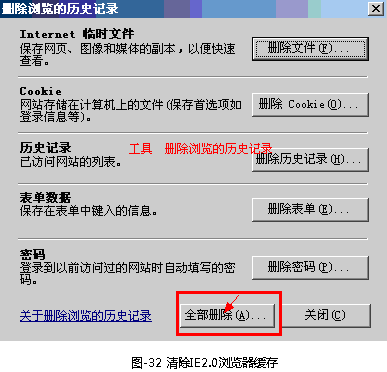 删除浏览的历史记录
Internet 临时文件
保存网页、图像和媒体的副本，以便快速
查看。
删除文件(F)...
Cookie
网站存储在计算机上的文件(保存首选项如
登录信息等)。
删除 Cookie(O)...
历史记录
已访问网站的列表。
工具 删除浏览的历史记录
删除历史记录(H)...
表单数据
保存在表单中键入的信息。
删除表单(E)...
密码
登录到以前访问过的网站时自动填写的密
码。
删除密码(P)...
关于删除浏览的历史记录
全部删除(A)...
关闭(C)
图-32 清除IE2.0浏览器缓存